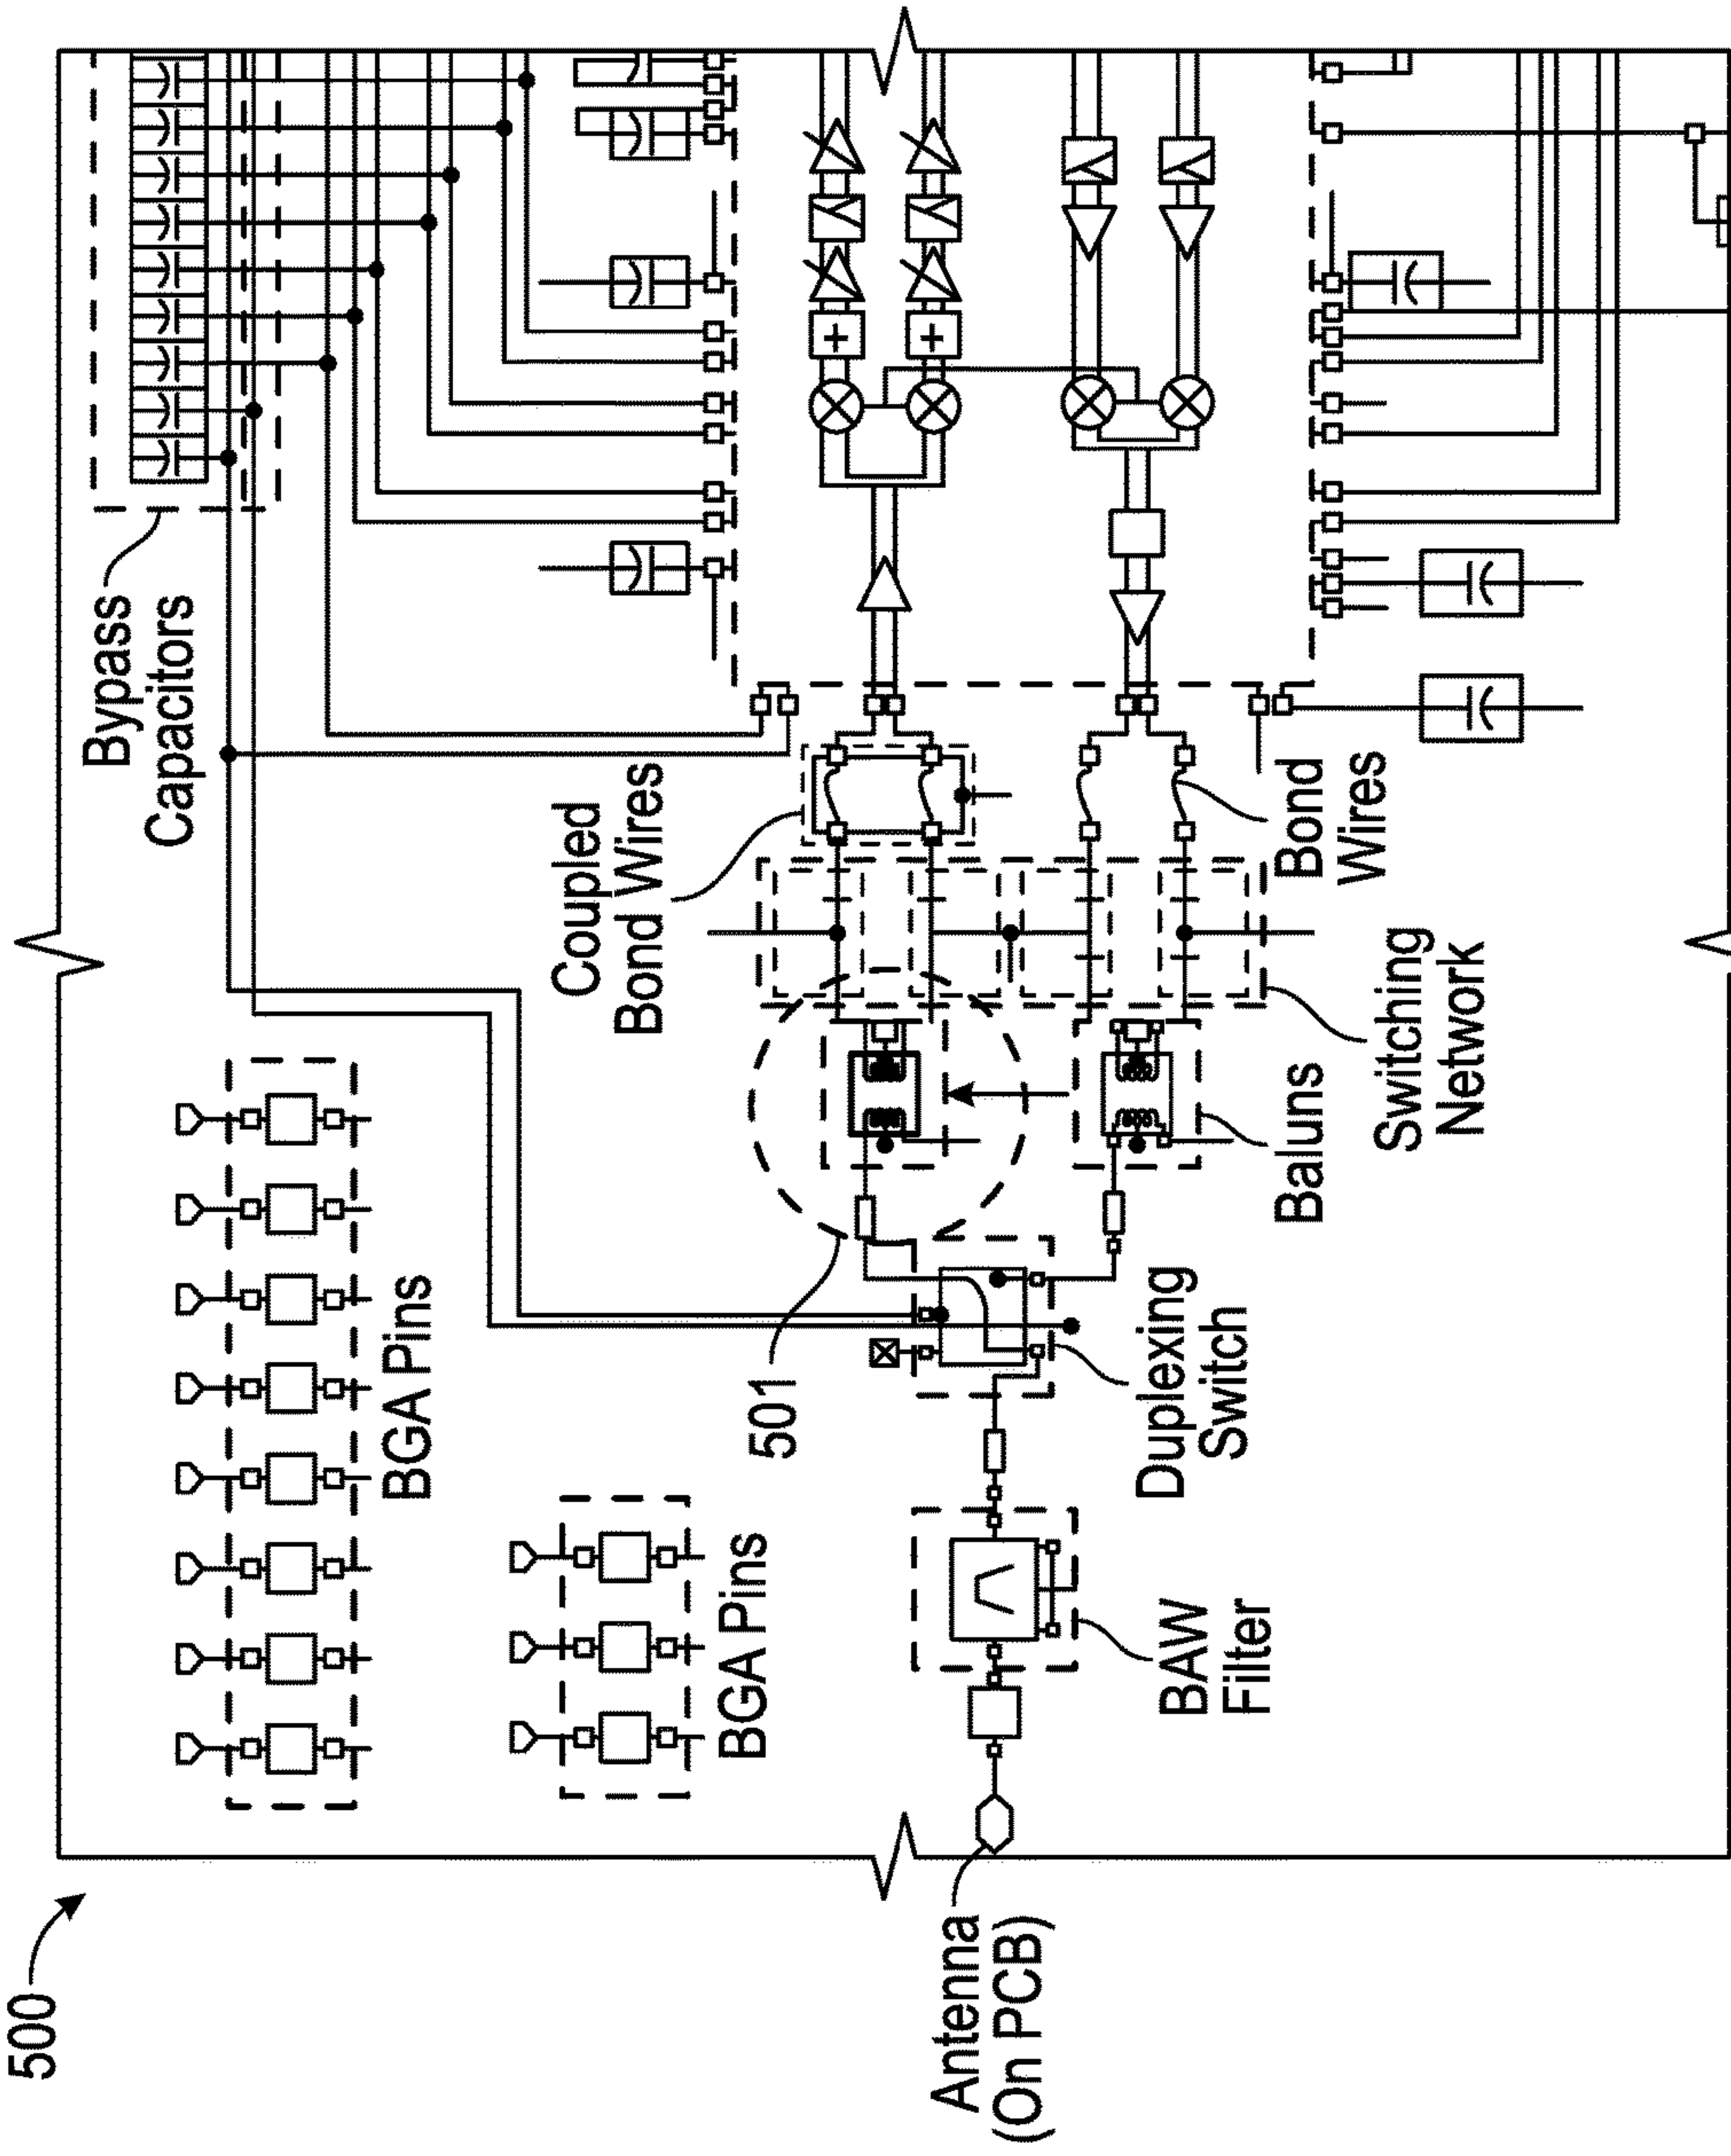 500
Bypass
Capacitors
BGA Pins
BGA Pins
Coupled
Bond Wires
501
Bond
Wires
Switching
Network
Baluns
Duplexing
Switch
BAW
Filter
Antenna
(On PCB)